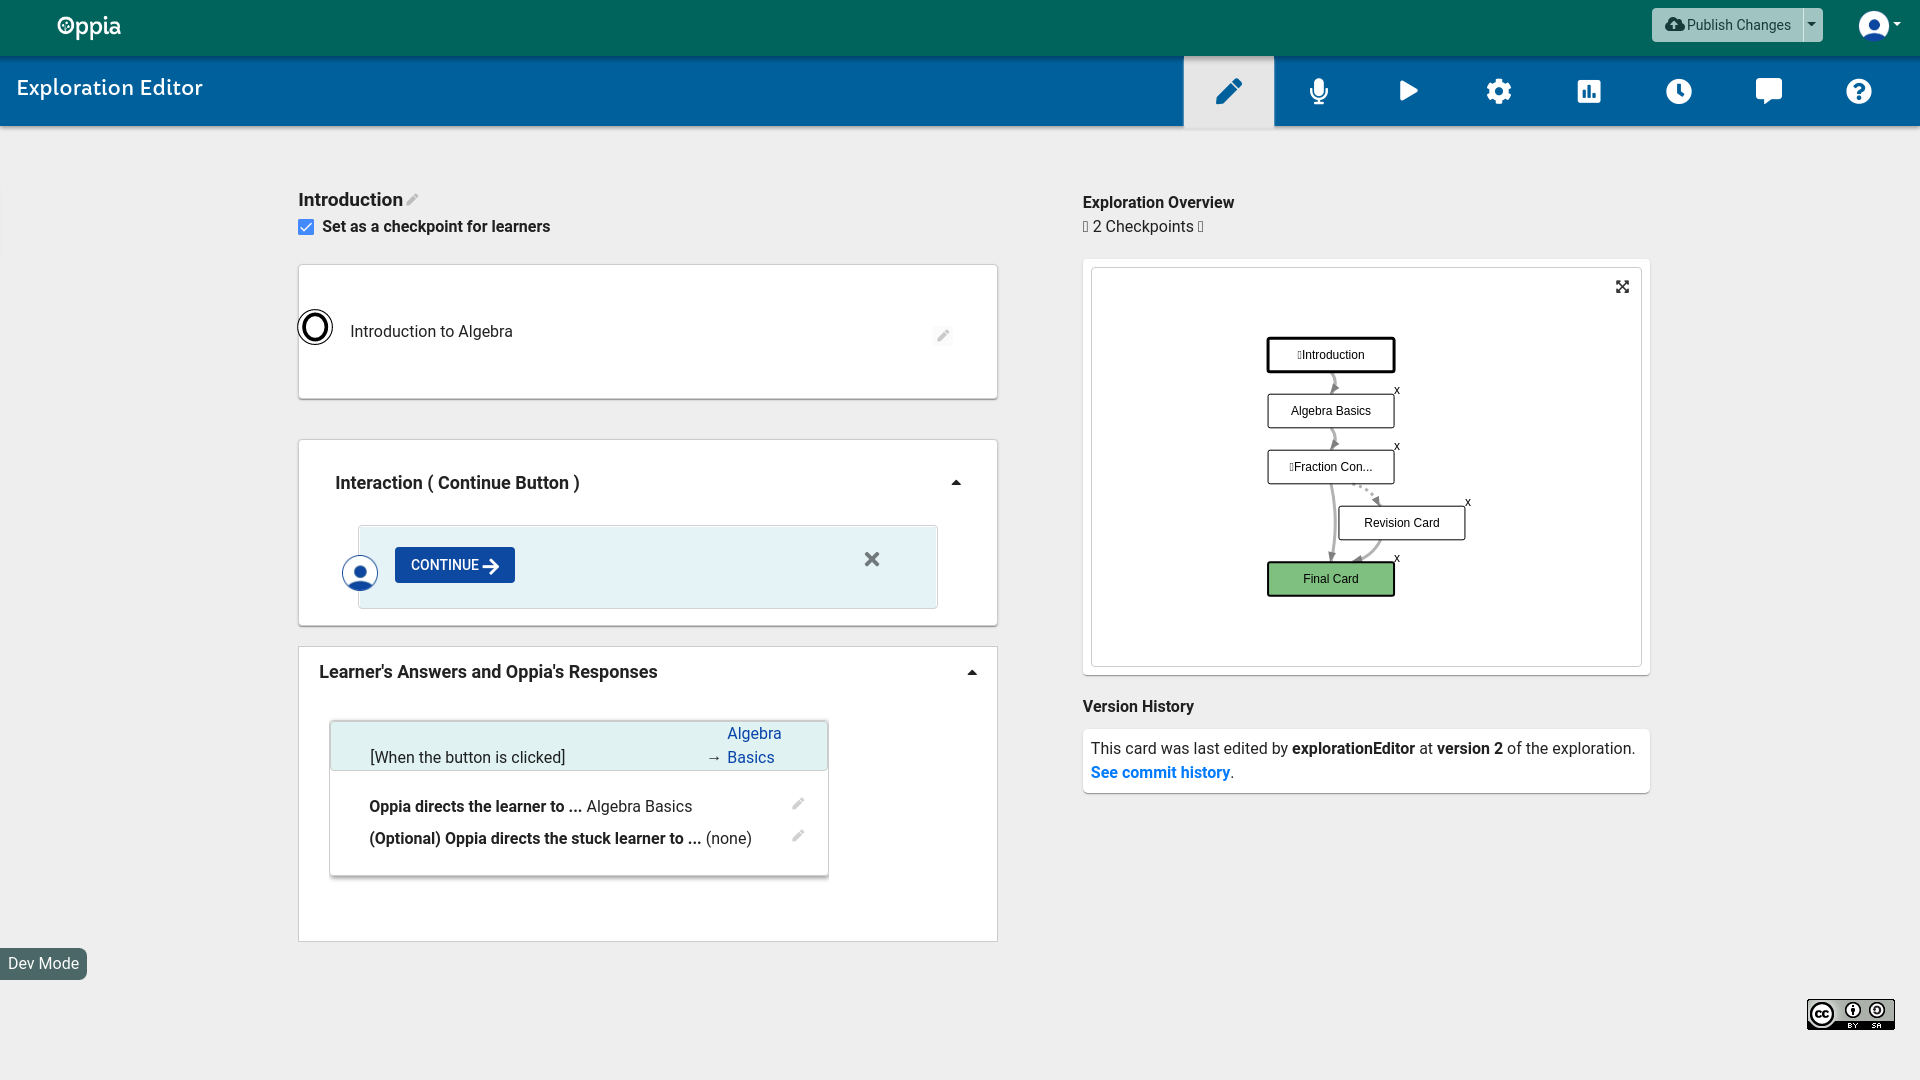 Oppia
Publish Changes
Exploration Editor
Introduction
Set as a checkpoint for learners
Introduction to Algebra
Interaction ( Continue Button )
CONTINUE
Learner's Answers and Oppia's Responses
[When the button is clicked]
→ Algebra
Basics
Oppia directs the learner to ... Algebra Basics
(Optional) Oppia directs the stuck learner to ... (none)
Exploration Overview
2 Checkpoints
Introduction
x
Algebra Basics
x
Fraction Con...
x
Revision Card
x
Final Card
Version History
This card was last edited by explorationEditor at version 2 of the exploration.
See commit history.
Dev Mode
cc
BY SA